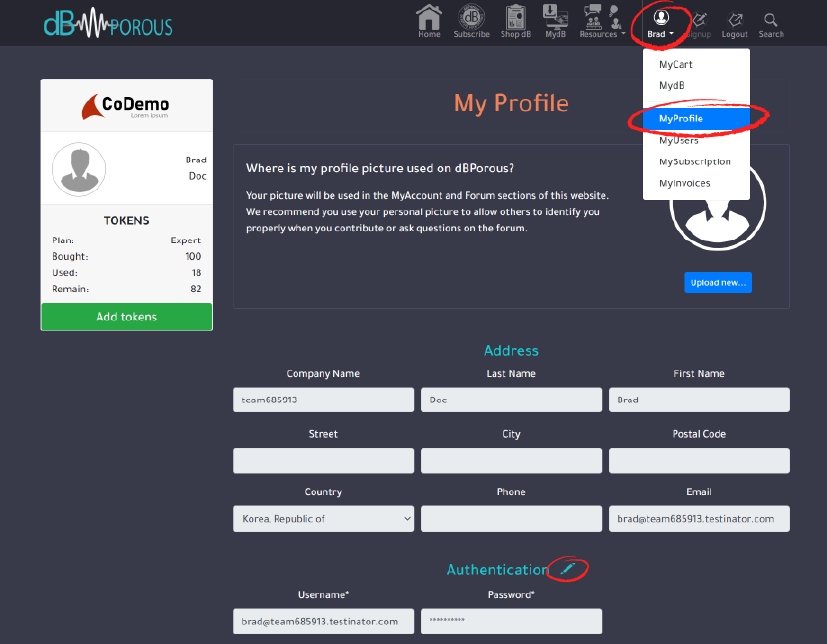 dB POROUS
Home Subscribe Shop dB MydB Resources Brad Signup Logout Search
MyCart
MydB
MyProfile
MyUsers
MySubscription
MyInvoices
CoDemo
Lorem ipsum
Brad
Doc
TOKENS
Plan: Expert
Bought: 100
Used: 18
Remain: 82
Add tokens
My Profile
Where is my profile picture used on dBPorous?
Your picture will be used in the MyAccount and Forum sections of this website.
We recommend you use your personal picture to allow others to identify you
properly when you contribute or ask questions on the forum.
Upload new...
Address
Company Name Last Name First Name
team685913 Doc Brad
Street City Postal Code
Country Phone Email
Korea, Republic of brad@team685913.testinator.com
Authentication
Username* Password*
brad@team685913.testinator.com **********